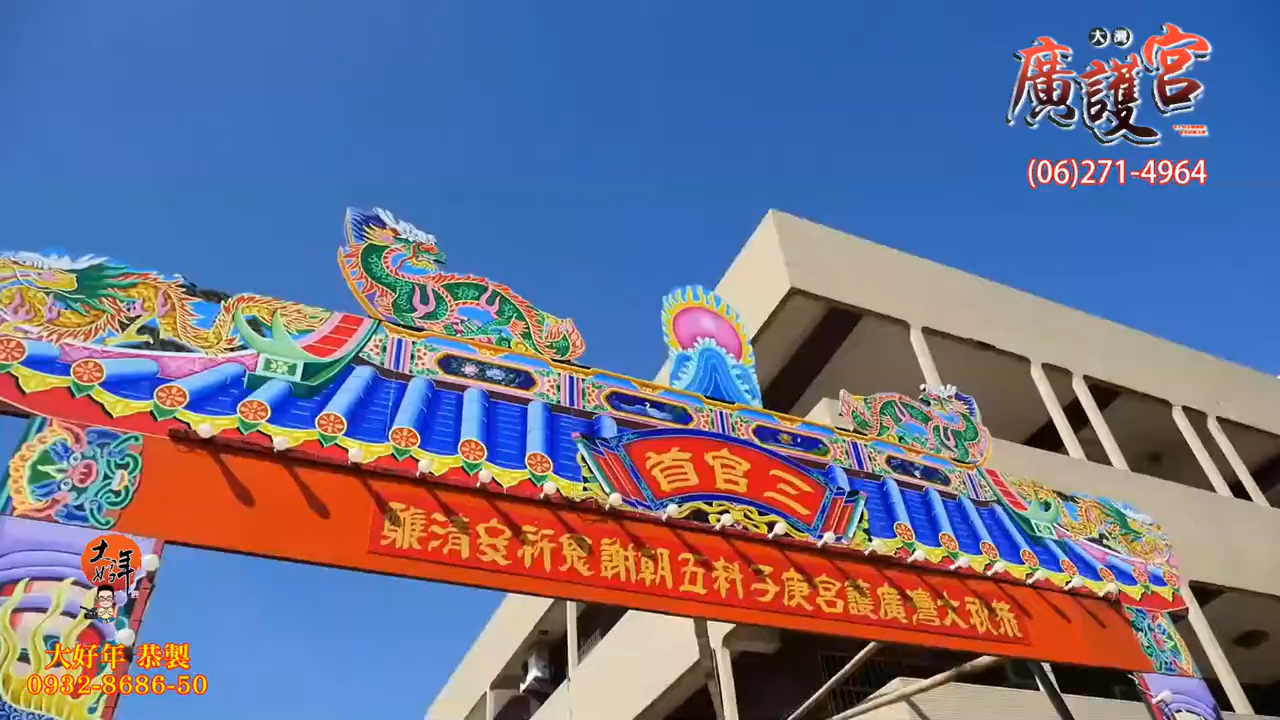 大灣
廣護宮
(06)271-4964
三官首
恭祝大灣廣護宮庚子科五朝謝恩祈安清醮
大好年
大好年 恭製
0932-8686-50